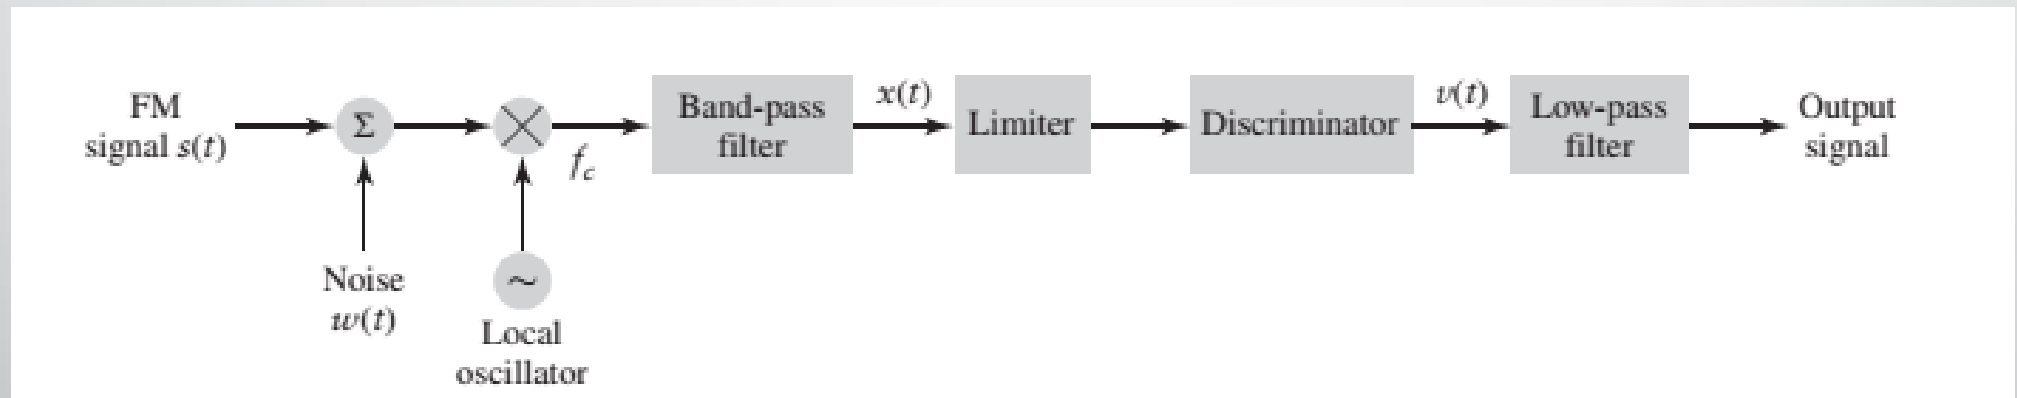 FM
signal s(t)
Σ
Noise
w(t)
f_c
~
Local
oscillator
Band-pass
filter
x(t)
Limiter
Discriminator
v(t)
Low-pass
filter
Output
signal